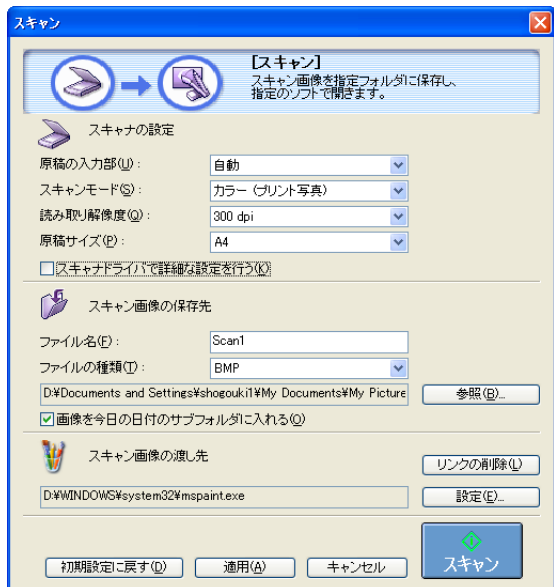 スキャン
[スキャン]
スキャン画像を指定フォルダに保存し、
指定のソフトで開きます。
スキャナの設定
原稿の入力部(U):
自動
スキャンモード(S):
カラー (プリント写真)
読み取り解像度(Q):
300 dpi
原稿サイズ(P):
A4
スキャナドライバで詳細な設定を行う(K)
スキャン画像の保存先
ファイル名(F):
Scan1
ファイルの種類(T):
BMP
D:¥Documents and Settings¥shogouki1¥My Documents¥My Picture
参照(B)...
画像を今日の日付のサブフォルダに入れる(O)
スキャン画像の渡し先
リンクの削除(L)
D:¥WINDOWS¥system32¥mspaint.exe
設定(E)...
初期設定に戻す(D)
適用(A)
キャンセル
スキャン